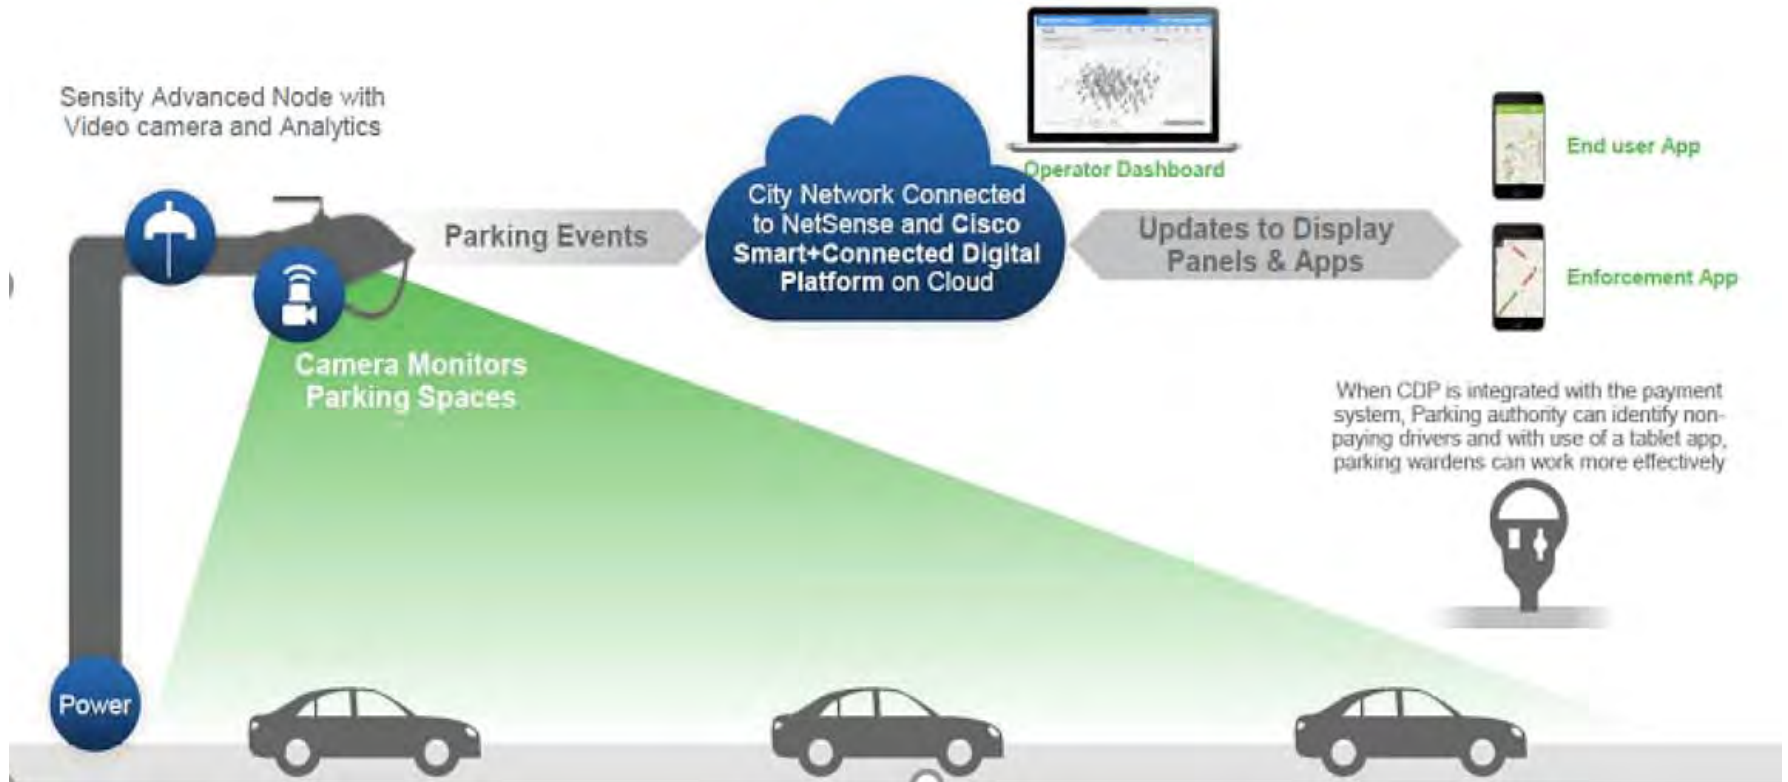 Sensity Advanced Node with
Video camera and Analytics
Operator Dashboard
End user App
Parking Events
City Network Connected
to NetSense and Cisco
Smart+Connected Digital
Platform on Cloud
Updates to Display
Panels & Apps
Enforcement App
Camera Monitors
Parking Spaces
When CDP is integrated with the payment
system, Parking authority can identify non-
paying drivers and with use of a tablet app,
parking wardens can work more effectively
Power